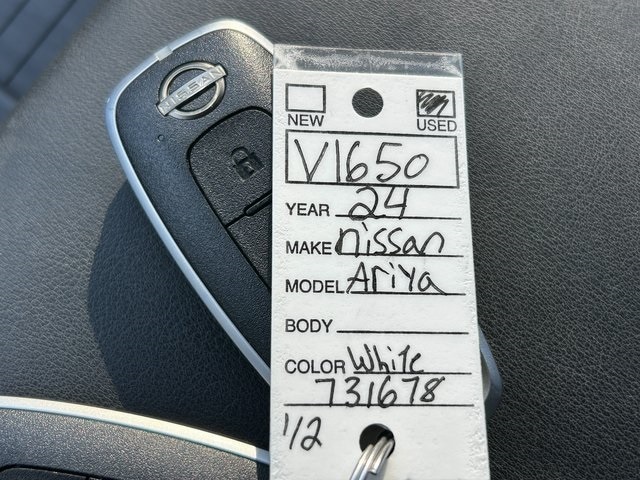 NISSAN
NEW USED
V1650
YEAR 24
MAKE nissan
MODEL Ariya
BODY
COLOR White
731678
1/2